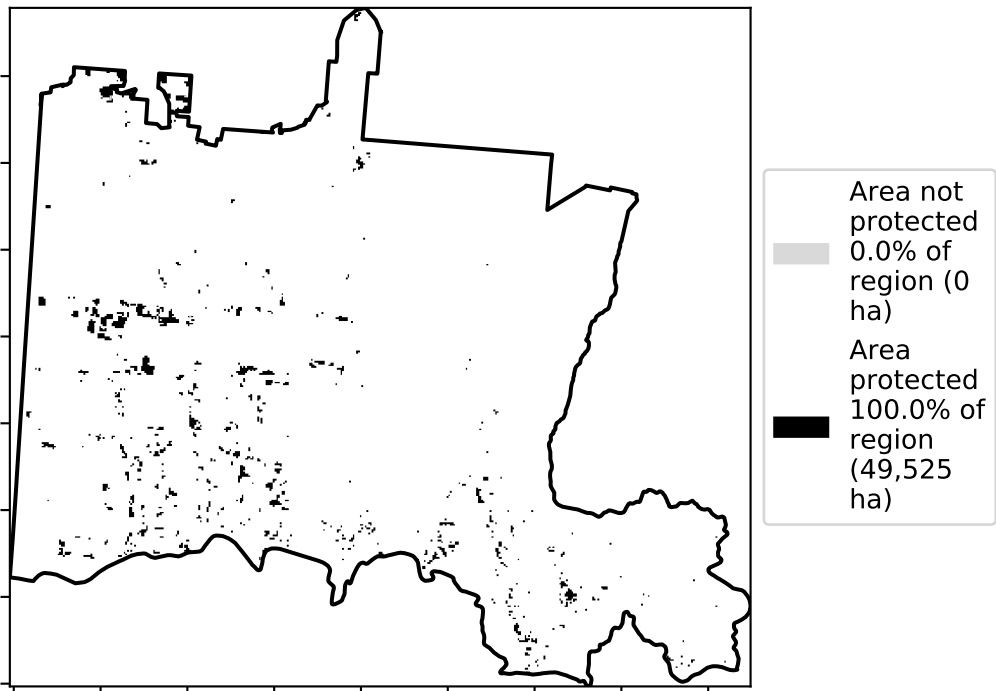 Area not
protected
0.0% of
region (0
ha)
Area
protected
100.0% of
region
(49,525
ha)